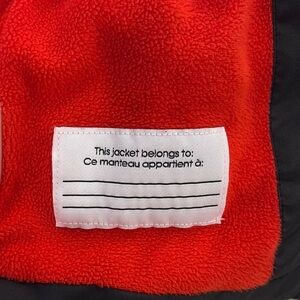 This jacket belongs to:
Ce manteau appartient à: